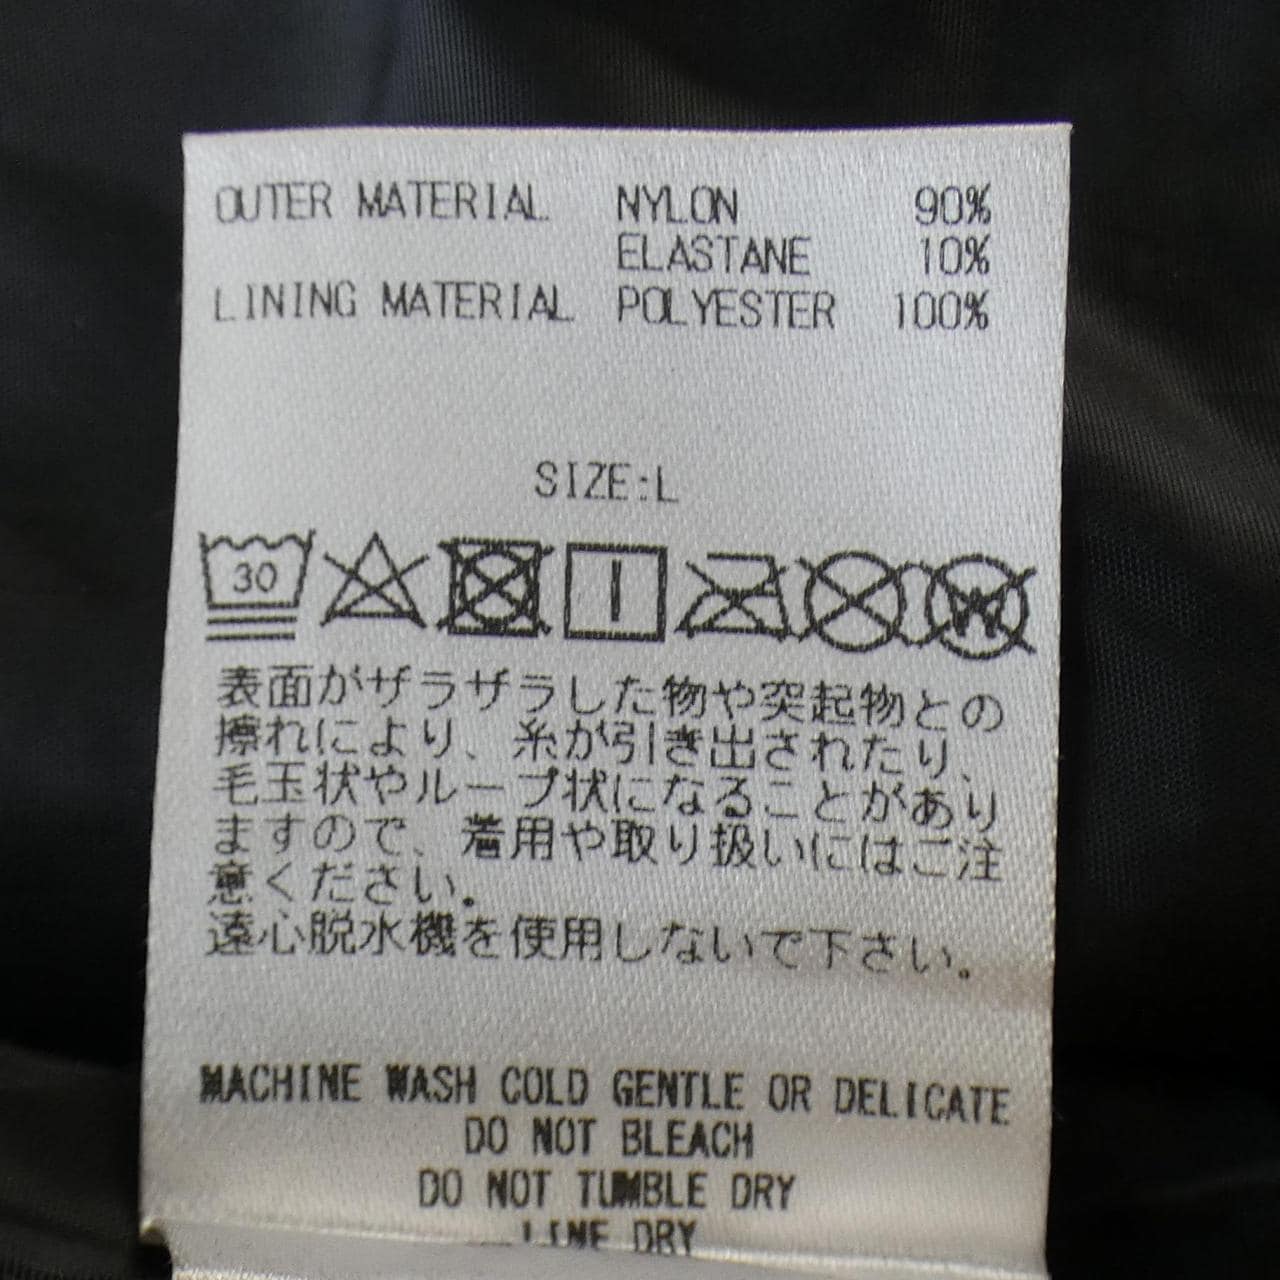 OUTER MATERIAL NYLON 90%
ELASTANE 10%
LINING MATERIAL POLYESTER 100%
SIZE:L
30
W
表面がザラザラした物や突起物との
擦れにより、糸が引き出されたり、
毛玉状やループ状になることがあり
ますので、着用や取り扱いにはご注
意ください。
遠心脱水機を使用しないで下さい。
MACHINE WASH COLD GENTLE OR DELICATE
DO NOT BLEACH
DO NOT TUMBLE DRY
LINE DRY